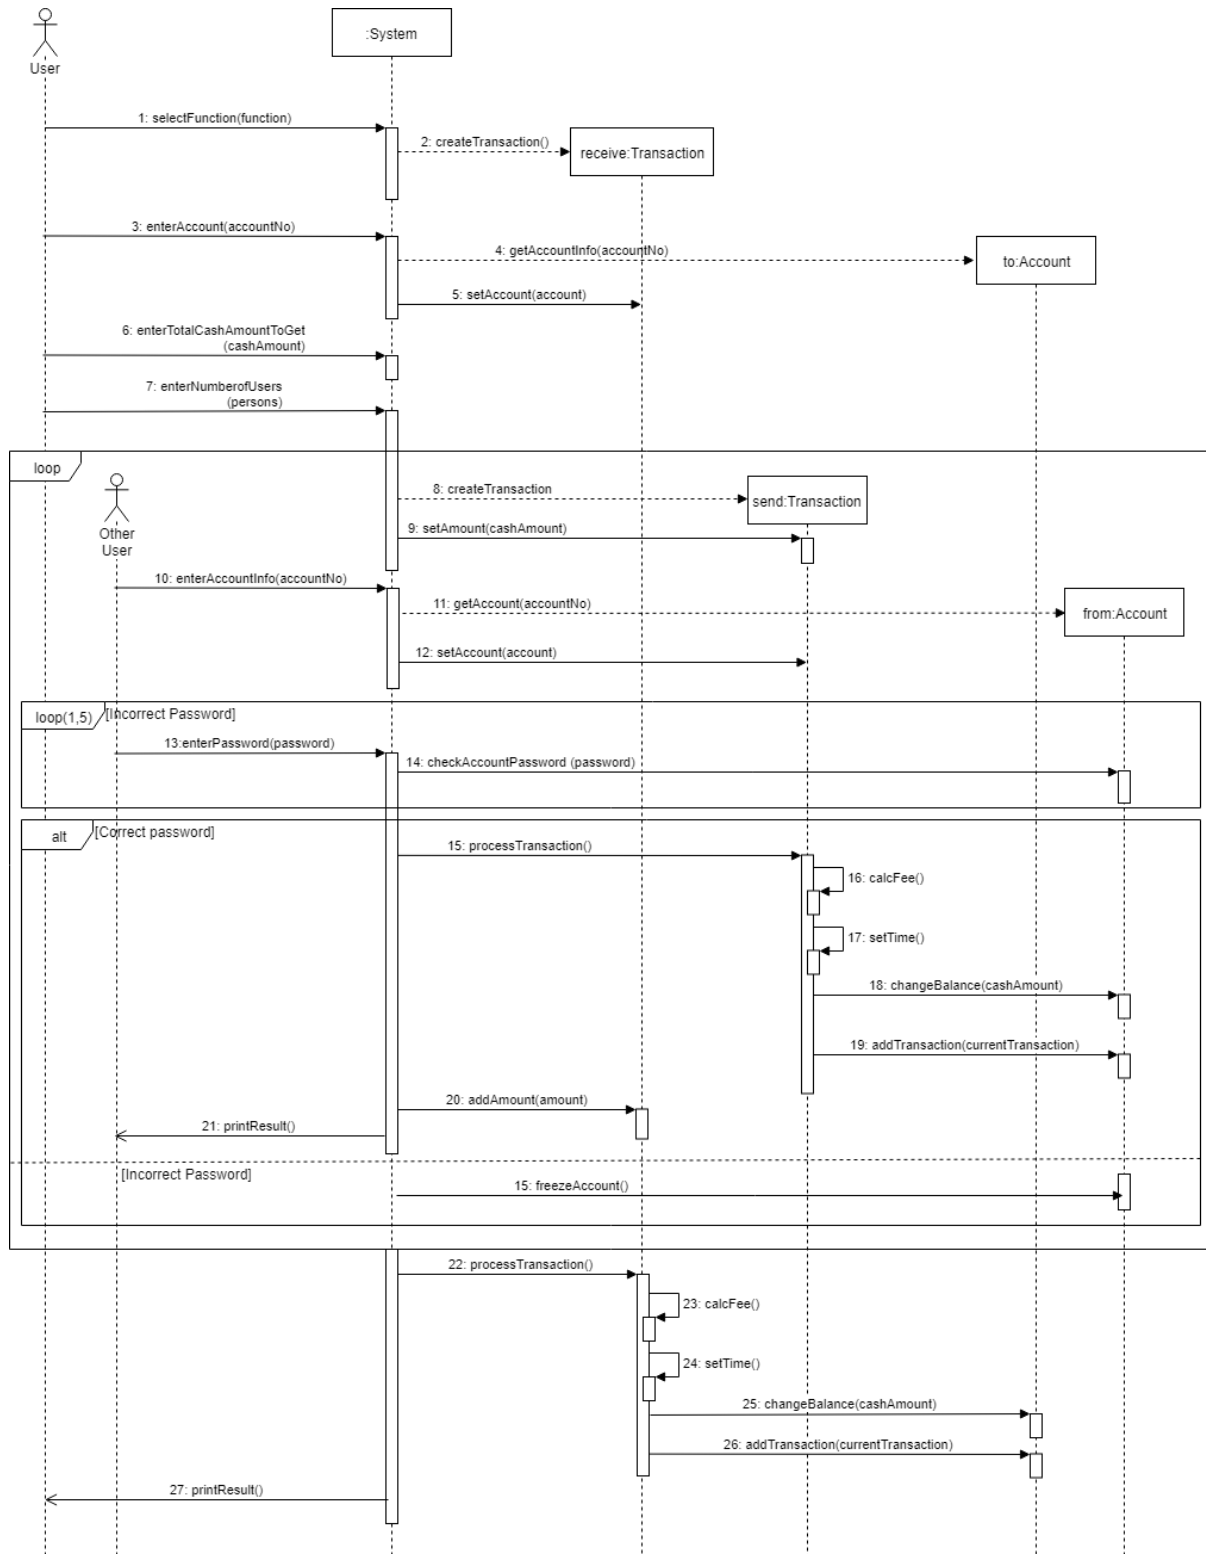 User
:System
1: selectFunction(function)
2: createTransaction()
receive:Transaction
3: enterAccount(accountNo)
4: getAccountInfo(accountNo)
to:Account
5: setAccount(account)
6: enterTotalCashAmountToGet
(cashAmount)
7: enterNumberofUsers
(persons)
loop
Other
User
8: createTransaction
send:Transaction
9: setAmount(cashAmount)
10: enterAccountInfo(accountNo)
11: getAccount(accountNo)
from:Account
12: setAccount(account)
loop(1,5)
[Incorrect Password]
13:enterPassword(password)
14: checkAccountPassword (password)
alt
[Correct password]
15: processTransaction()
16: calcFee()
17: setTime()
18: changeBalance(cashAmount)
19: addTransaction(currentTransaction)
20: addAmount(amount)
21: printResult()
[Incorrect Password]
15: freezeAccount()
22: processTransaction()
23: calcFee()
24: setTime()
25: changeBalance(cashAmount)
26: addTransaction(currentTransaction)
27: printResult()